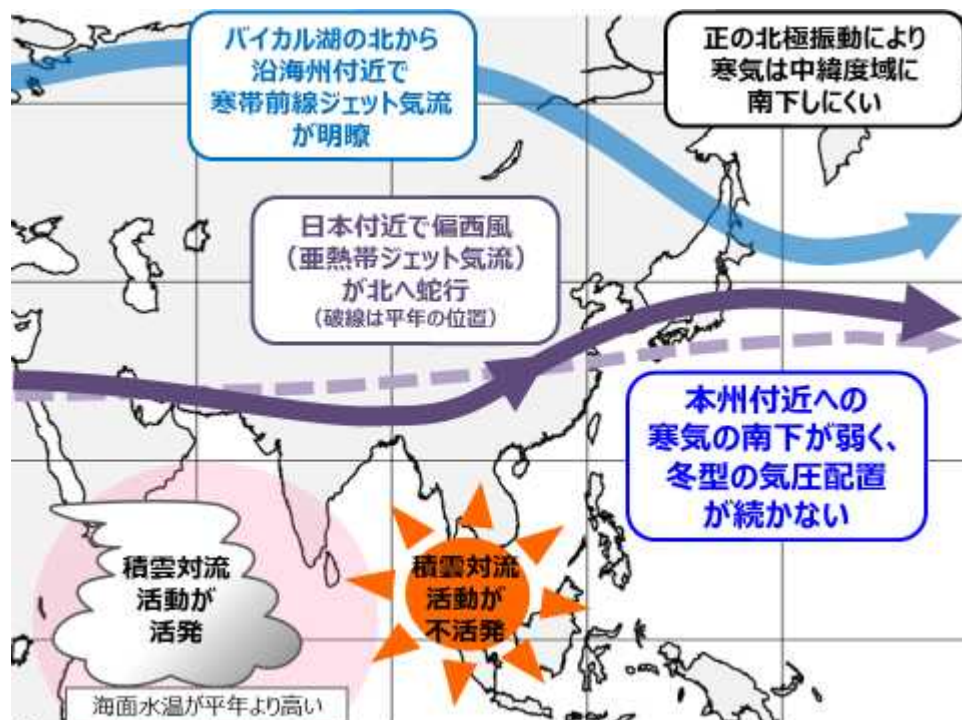 バイカル湖の北から
沿海州付近で
寒帯前線ジェット気流
が明瞭
正の北極振動により
寒気は中緯度域に
南下しにくい
日本付近で偏西風
（亜熱帯ジェット気流）
が北へ蛇行
（破線は平年の位置）
本州付近への
寒気の南下が弱く、
冬型の気圧配置
が続かない
積雲対流
活動が
活発
積雲対流
活動が
不活発
海面水温が平年より高い